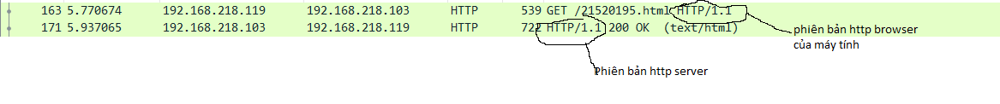 163 5.770674 192.168.218.119 192.168.218.103 HTTP 539 GET /21520195.html HTTP/1.1
171 5.937065 192.168.218.103 192.168.218.119 HTTP 722 HTTP/1.1 200 OK (text/html)
phiên bản http browser
của máy tính
Phiên bản http server